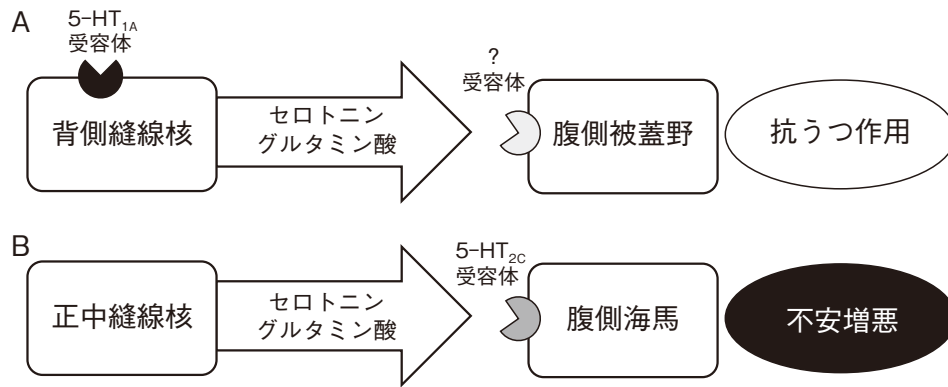 A
5-HT1A
受容体
背側縫線核
セロトニン
グルタミン酸
?
受容体
腹側被蓋野
抗うつ作用
B
正中縫線核
セロトニン
グルタミン酸
5-HT2C
受容体
腹側海馬
不安増悪